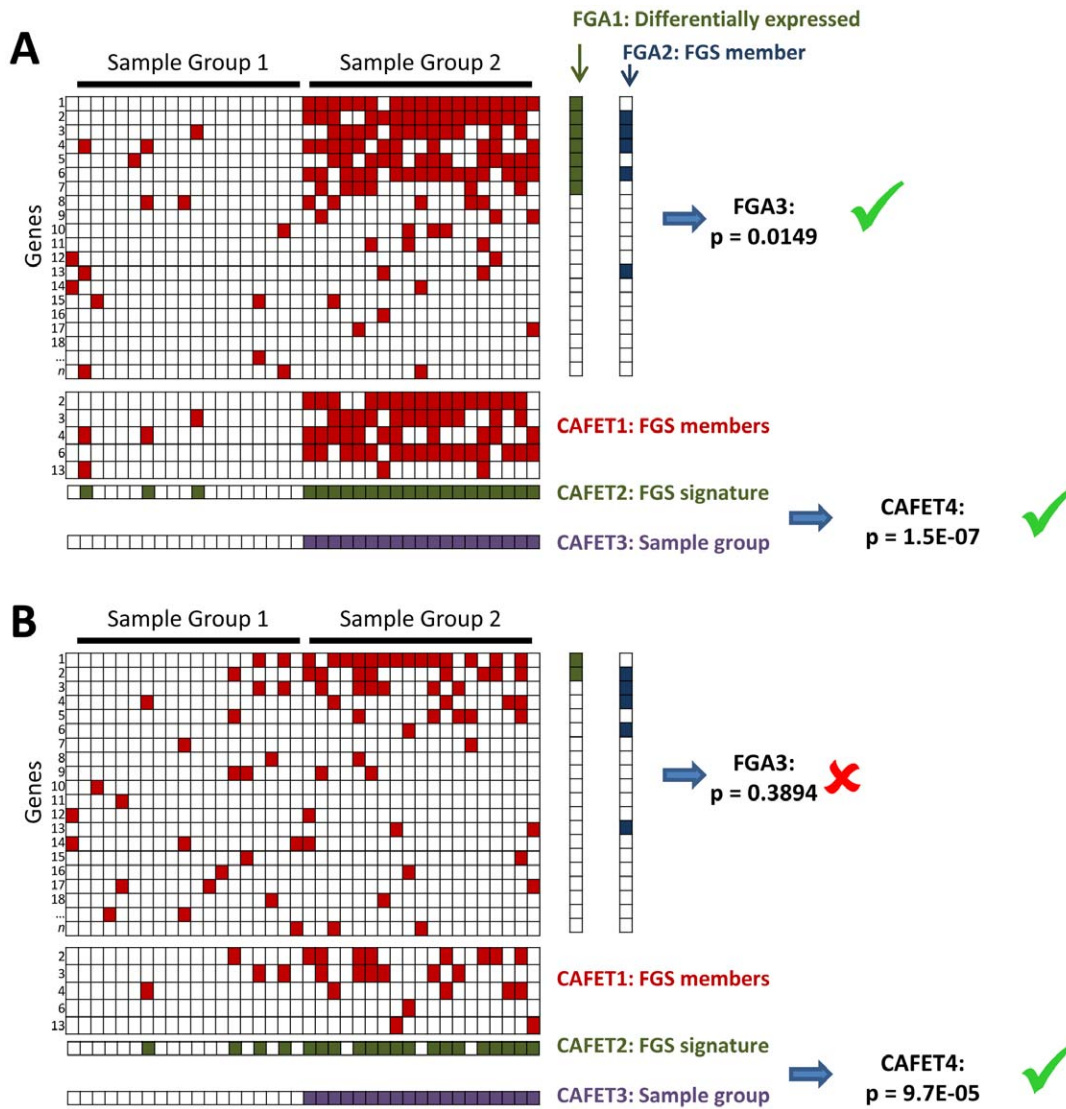 FGA1: Differentially expressed
A
Sample Group 1
Sample Group 2
FGA2: FGS member
Genes
1
2
3
4
5
6
7
8
9
10
11
12
13
14
15
16
17
18
...
n
FGA3:
p = 0.0149
2
3
4
6
13
CAFET1: FGS members
CAFET2: FGS signature
CAFET3: Sample group
CAFET4:
p = 1.5E-07
B
Sample Group 1
Sample Group 2
Genes
1
2
3
4
5
6
7
8
9
10
11
12
13
14
15
16
17
18
...
n
FGA3:
p = 0.3894
2
3
4
6
13
CAFET1: FGS members
CAFET2: FGS signature
CAFET3: Sample group
CAFET4:
p = 9.7E-05